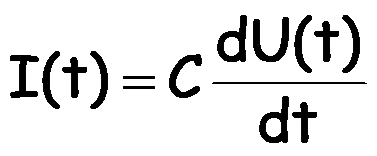 I(t) = C dU(t)/dt